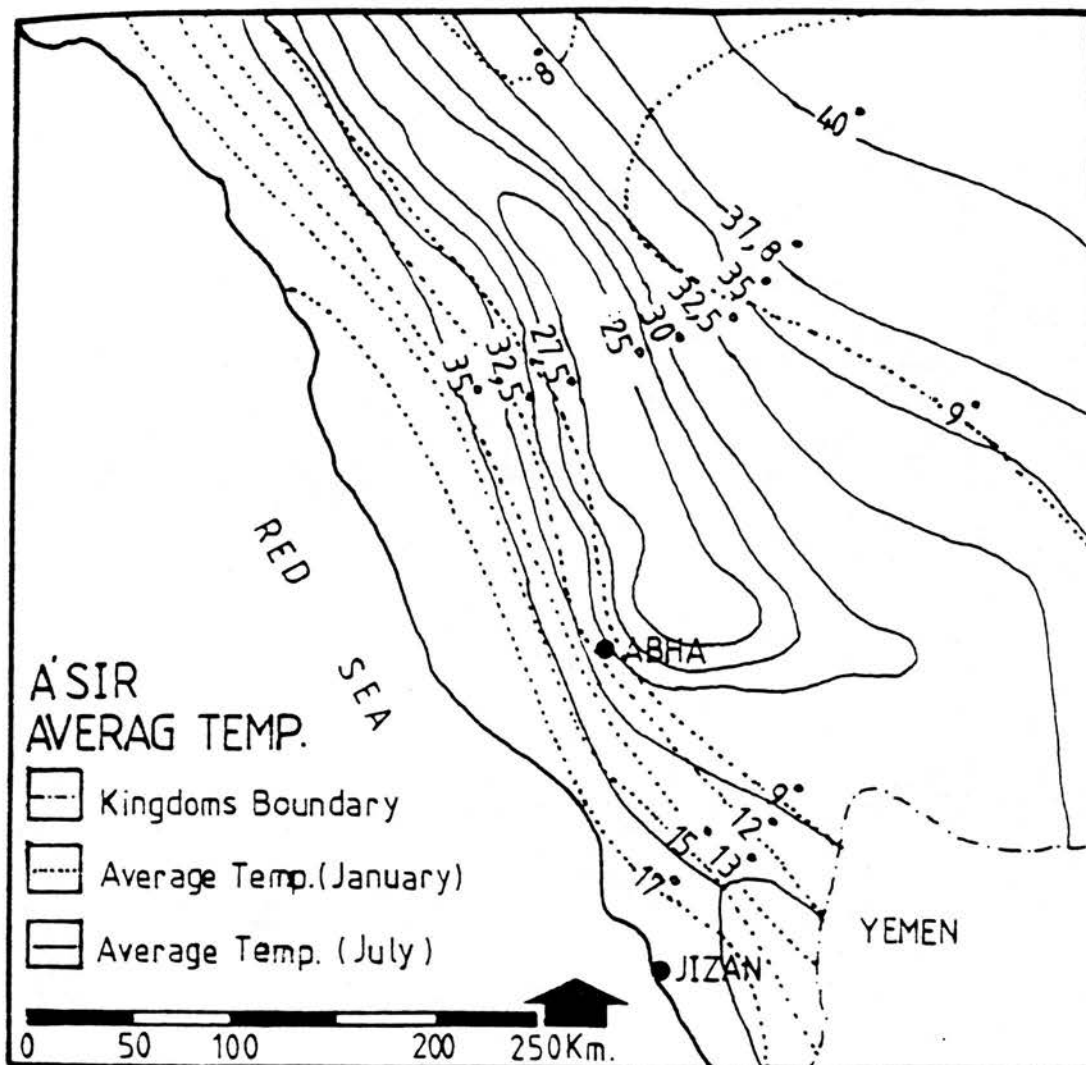 8°
40°
37,8°
35°
32,5°
30°
25°
27,5°
32,5°
35°
9°
RED
SEA
ABHA
A'SIR
AVERAG TEMP.
Kingdoms Boundary
Average Temp.(January)
Average Temp. (July)
9°
12°
15°
13°
17°
YEMEN
JIZAN
0 50 100 200 250Km.